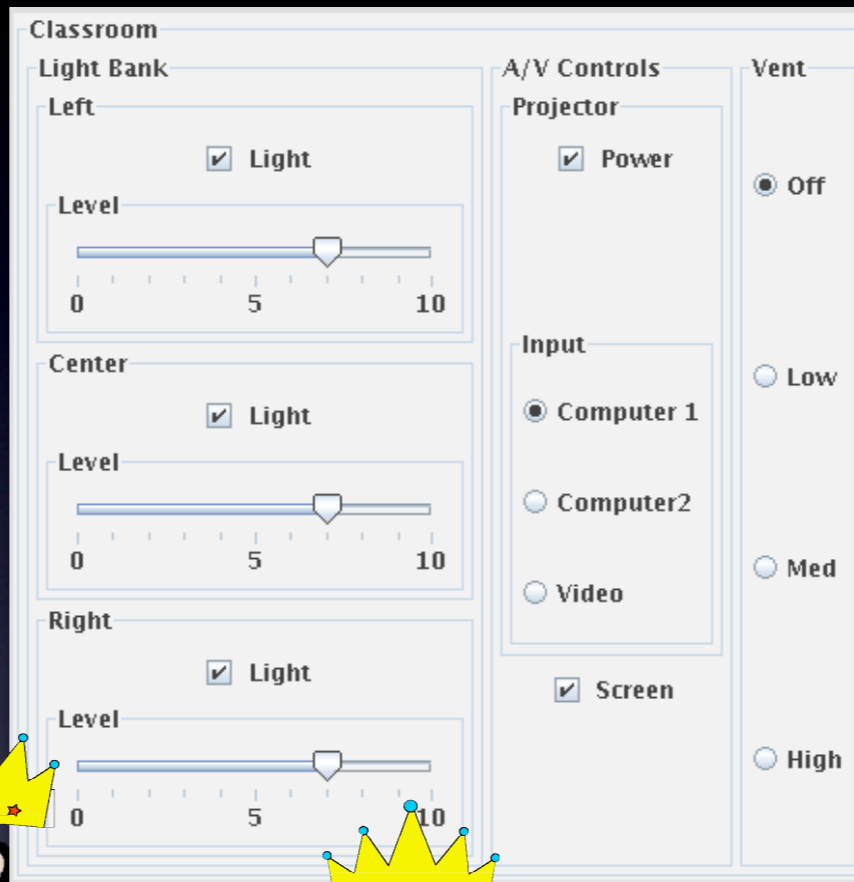 Classroom
Light Bank
Left
Light
Level
0 5 10
Center
Light
Level
0 5 10
Right
Light
Level
0 5 10
A/V Controls
Projector
Power
Input
Computer 1
Computer2
Video
Screen
Vent
Off
Low
Med
High